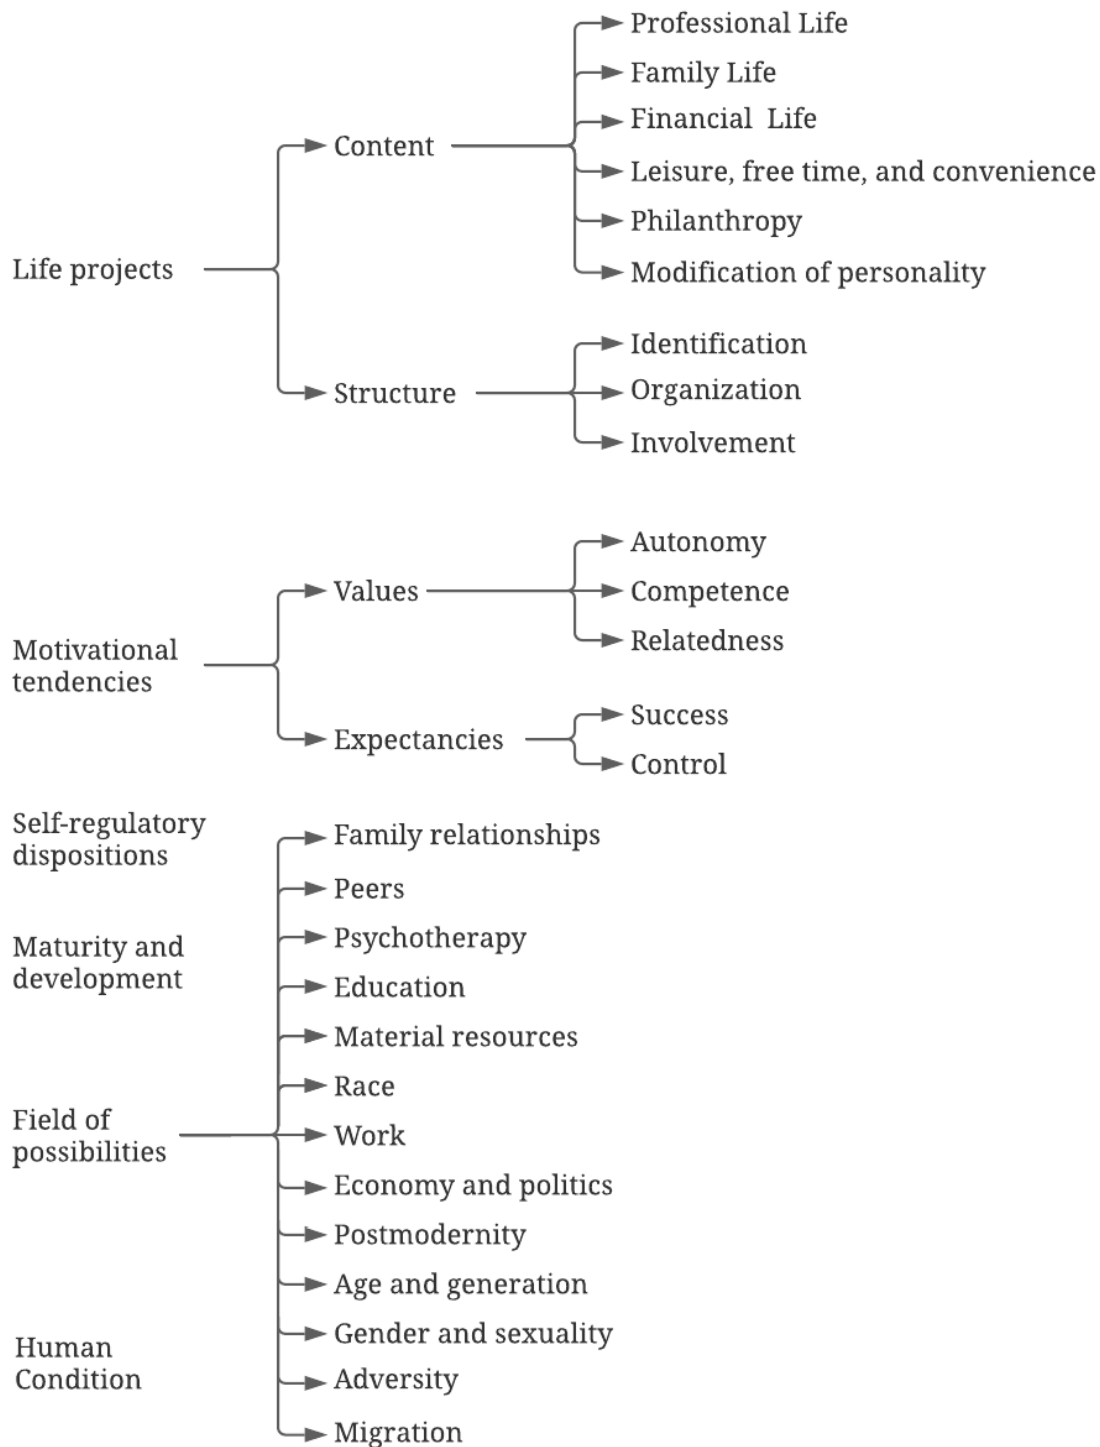 Life projects
Content
Professional Life
Family Life
Financial  Life
Leisure, free time, and convenience
Philanthropy
Modification of personality
Structure
Identification
Organization
Involvement
Motivational
tendencies
Values
Autonomy
Competence
Relatedness
Expectancies
Success
Control
Self-regulatory
dispositions
Maturity and
development
Field of
possibilities
Family relationships
Peers
Psychotherapy
Education
Material resources
Race
Work
Economy and politics
Postmodernity
Age and generation
Gender and sexuality
Adversity
Migration
Human
Condition